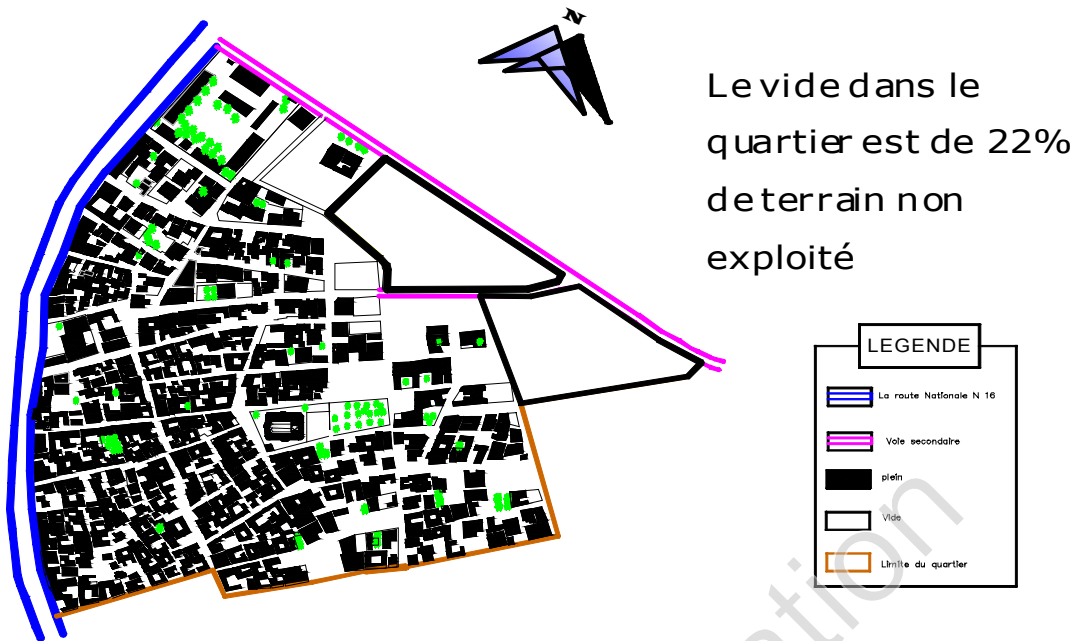 N
Le vide dans le
quartier est de 22%
de terrain non
exploité
LEGENDE
La route Nationale N 16
Voie secondaire
plein
Vide
Limite du quartier